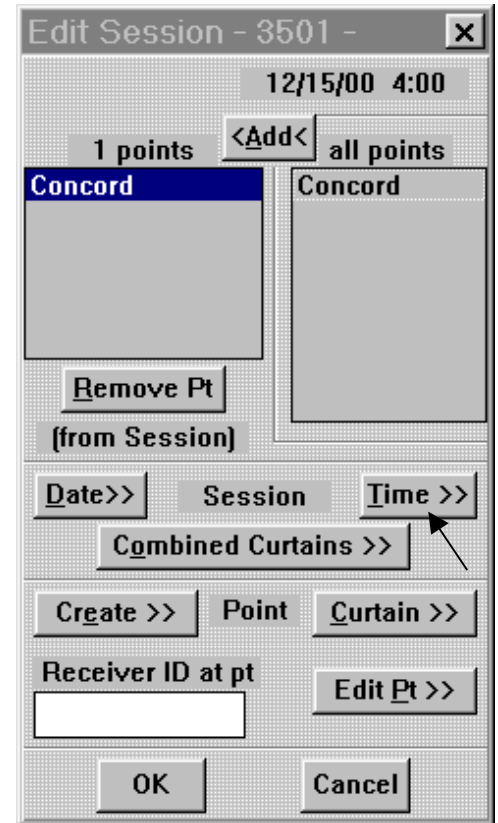 Edit Session - 3501 -
12/15/00 4:00
<Add<
1 points all points
Concord Concord
Remove Pt
(from Session)
Date>> Session Time >>
Combined Curtains >>
Create >> Point Curtain >>
Receiver ID at pt
Edit Pt >>
OK Cancel